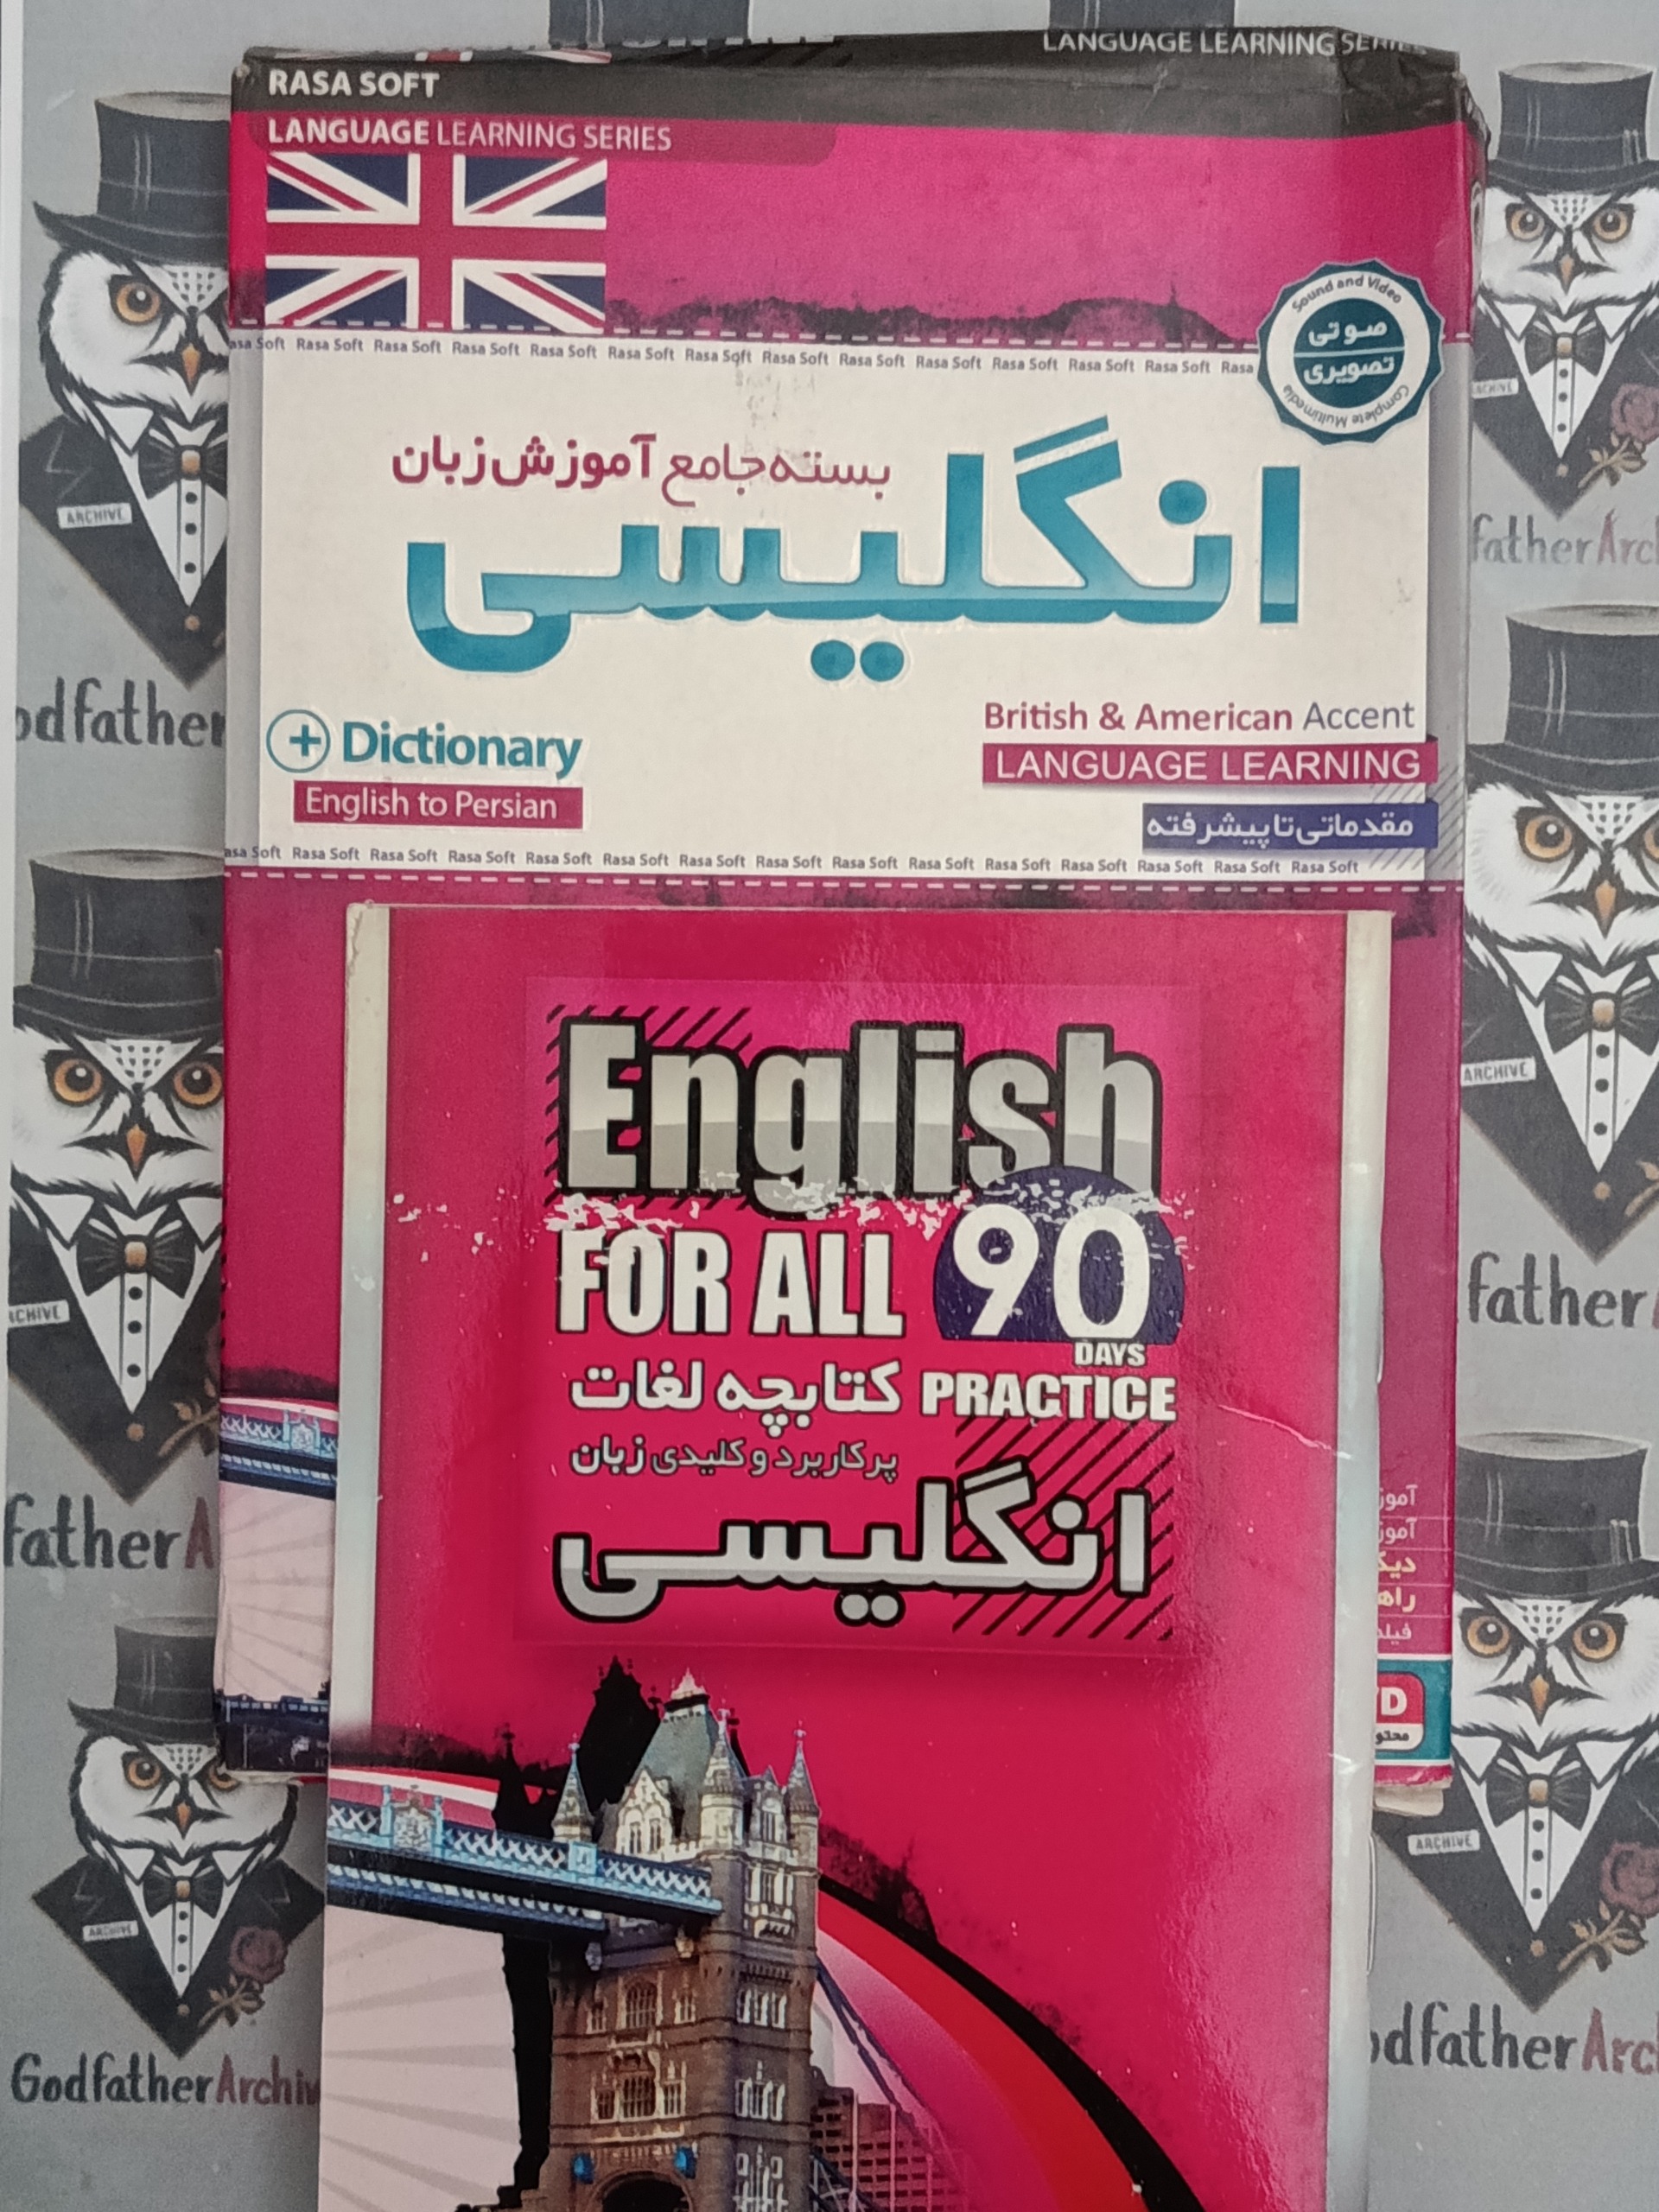 LANGUAGE LEARNING
RASA SOFT
LANGUAGE LEARNING SERIES
Sound and Video
صوتی
تصویری
Complete Multimedia
Rasa Soft Rasa Soft Rasa Soft Rasa Soft Rasa Soft Rasa Soft Rasa Soft Rasa Soft Rasa Soft Rasa Soft Rasa Soft Rasa Soft Rasa
بسته جامع آموزش زبان
انگلیسی
+ Dictionary
English to Persian
British & American Accent
LANGUAGE LEARNING
مقدماتی تا پیشرفته
Rasa Soft Rasa Soft Rasa Soft Rasa Soft Rasa Soft Rasa Soft Rasa Soft Rasa Soft Rasa Soft Rasa Soft Rasa Soft Rasa Soft Rasa Soft Rasa Soft
English
FOR ALL 90
DAYS
PRACTICE
کتابچه لغات
پرکاربرد و کلیدی زبان
انگلیسی
ARCHIVE
ARCHIVE
ARCHIVE
ARCHIVE
GodfatherArchiv